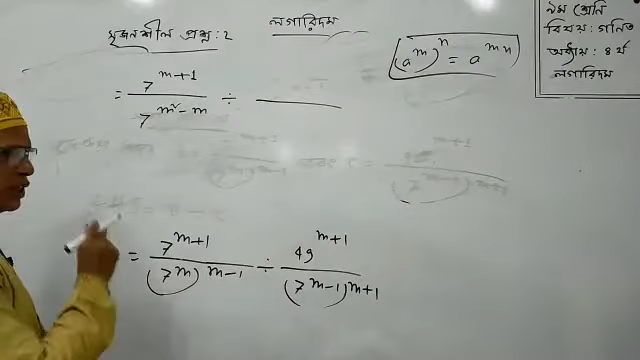 লগারিদম
সৃজনশীল প্রশ্ন : ২
(a^m)^n = a^{mn}
৯ম শ্রেনি
বিষয়: গনিত
অধ্যায়: ৪র্থ
লগারিদম
= 7^{m+1} / 7^{m²-m} ÷
= 7^{m+1} / (7^m)^{m-1} ÷ 49^{m+1} / (7^{m-1})^{m+1}